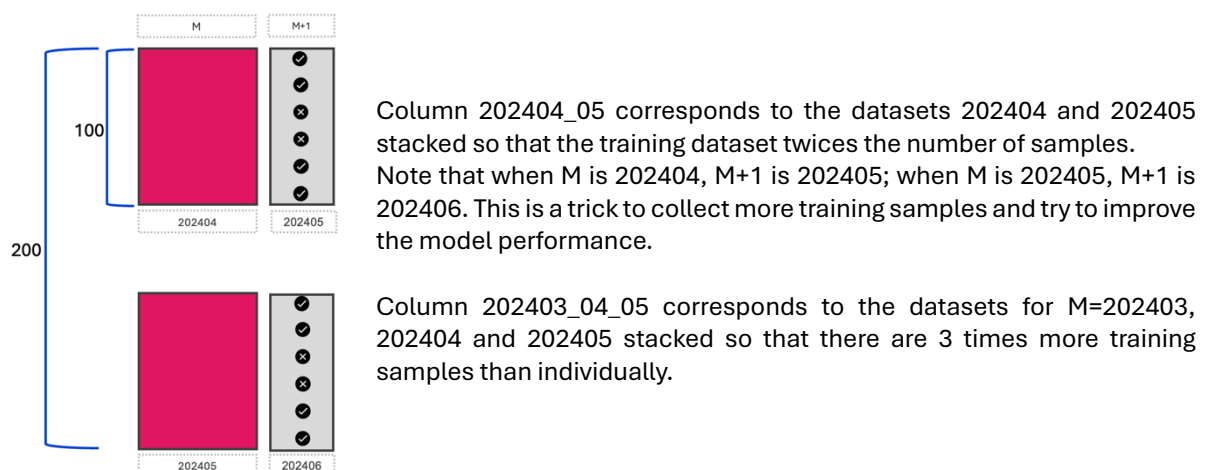 M M+1
100
202404 202405
200
202405 202406
Column 202404_05 corresponds to the datasets 202404 and 202405
stacked so that the training dataset twices the number of samples.
Note that when M is 202404, M+1 is 202405; when M is 202405, M+1 is
202406. This is a trick to collect more training samples and try to improve
the model performance.
Column 202403_04_05 corresponds to the datasets for M=202403,
202404 and 202405 stacked so that there are 3 times more training
samples than individually.